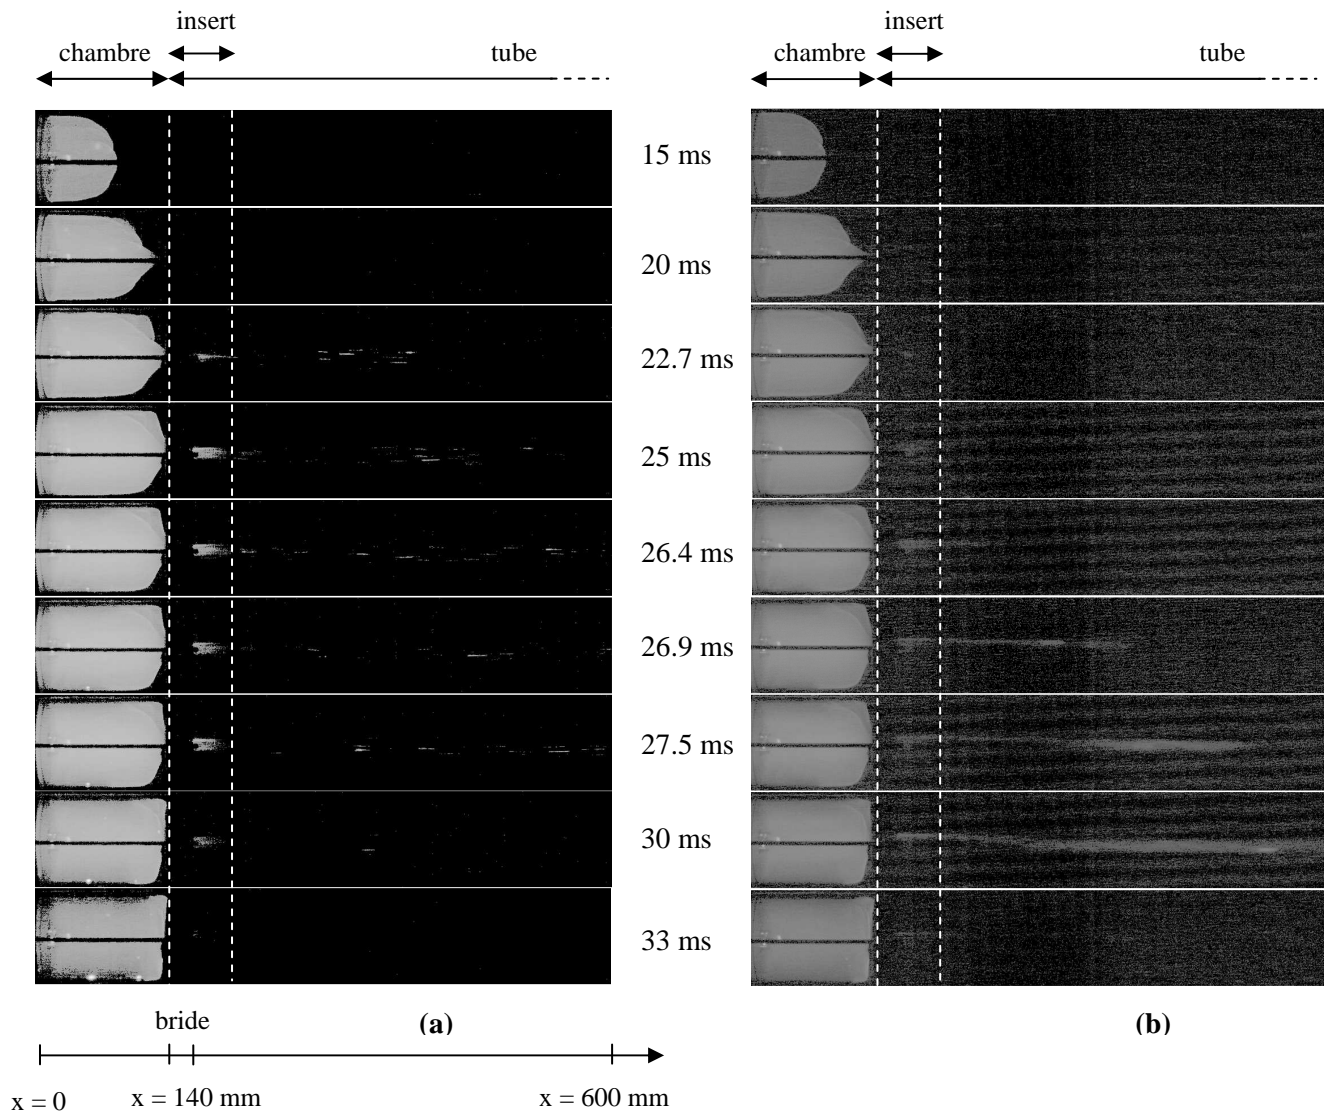 insert
insert
chambre
tube
chambre
tube
15 ms
20 ms
22.7 ms
25 ms
26.4 ms
26.9 ms
27.5 ms
30 ms
33 ms
bride
(a)
(b)
x = 0
x = 140 mm
x = 600 mm